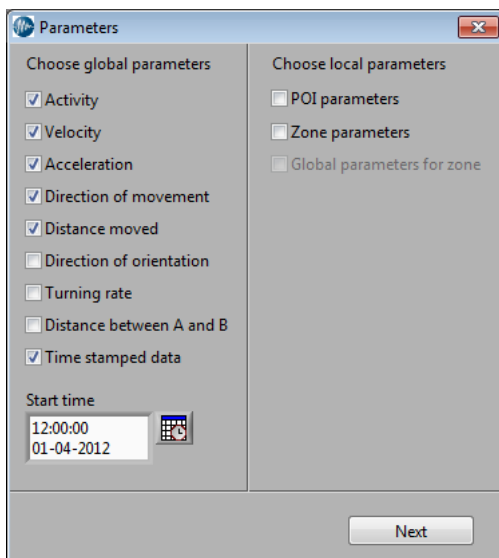 Parameters
Choose global parameters
Activity
Velocity
Acceleration
Direction of movement
Distance moved
Direction of orientation
Turning rate
Distance between A and B
Time stamped data
Start time
12:00:00
01-04-2012
Choose local parameters
POI parameters
Zone parameters
Global parameters for zone
Next